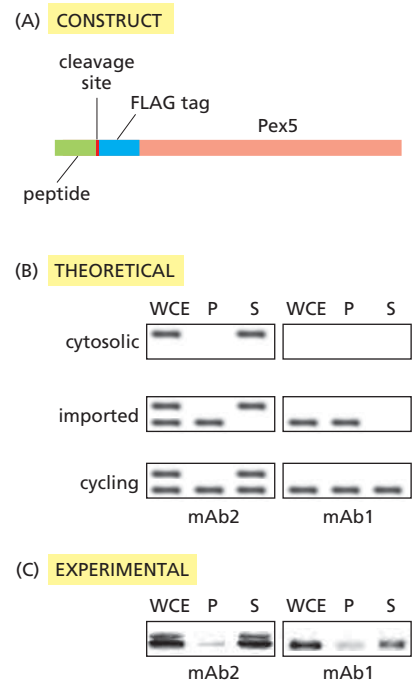 (A) CONSTRUCT
cleavage
site
FLAG tag
Pex5
peptide
(B) THEORETICAL
WCE P S WCE P S
cytosolic
imported
cycling
mAb2 mAb1
(C) EXPERIMENTAL
WCE P S WCE P S
mAb2 mAb1